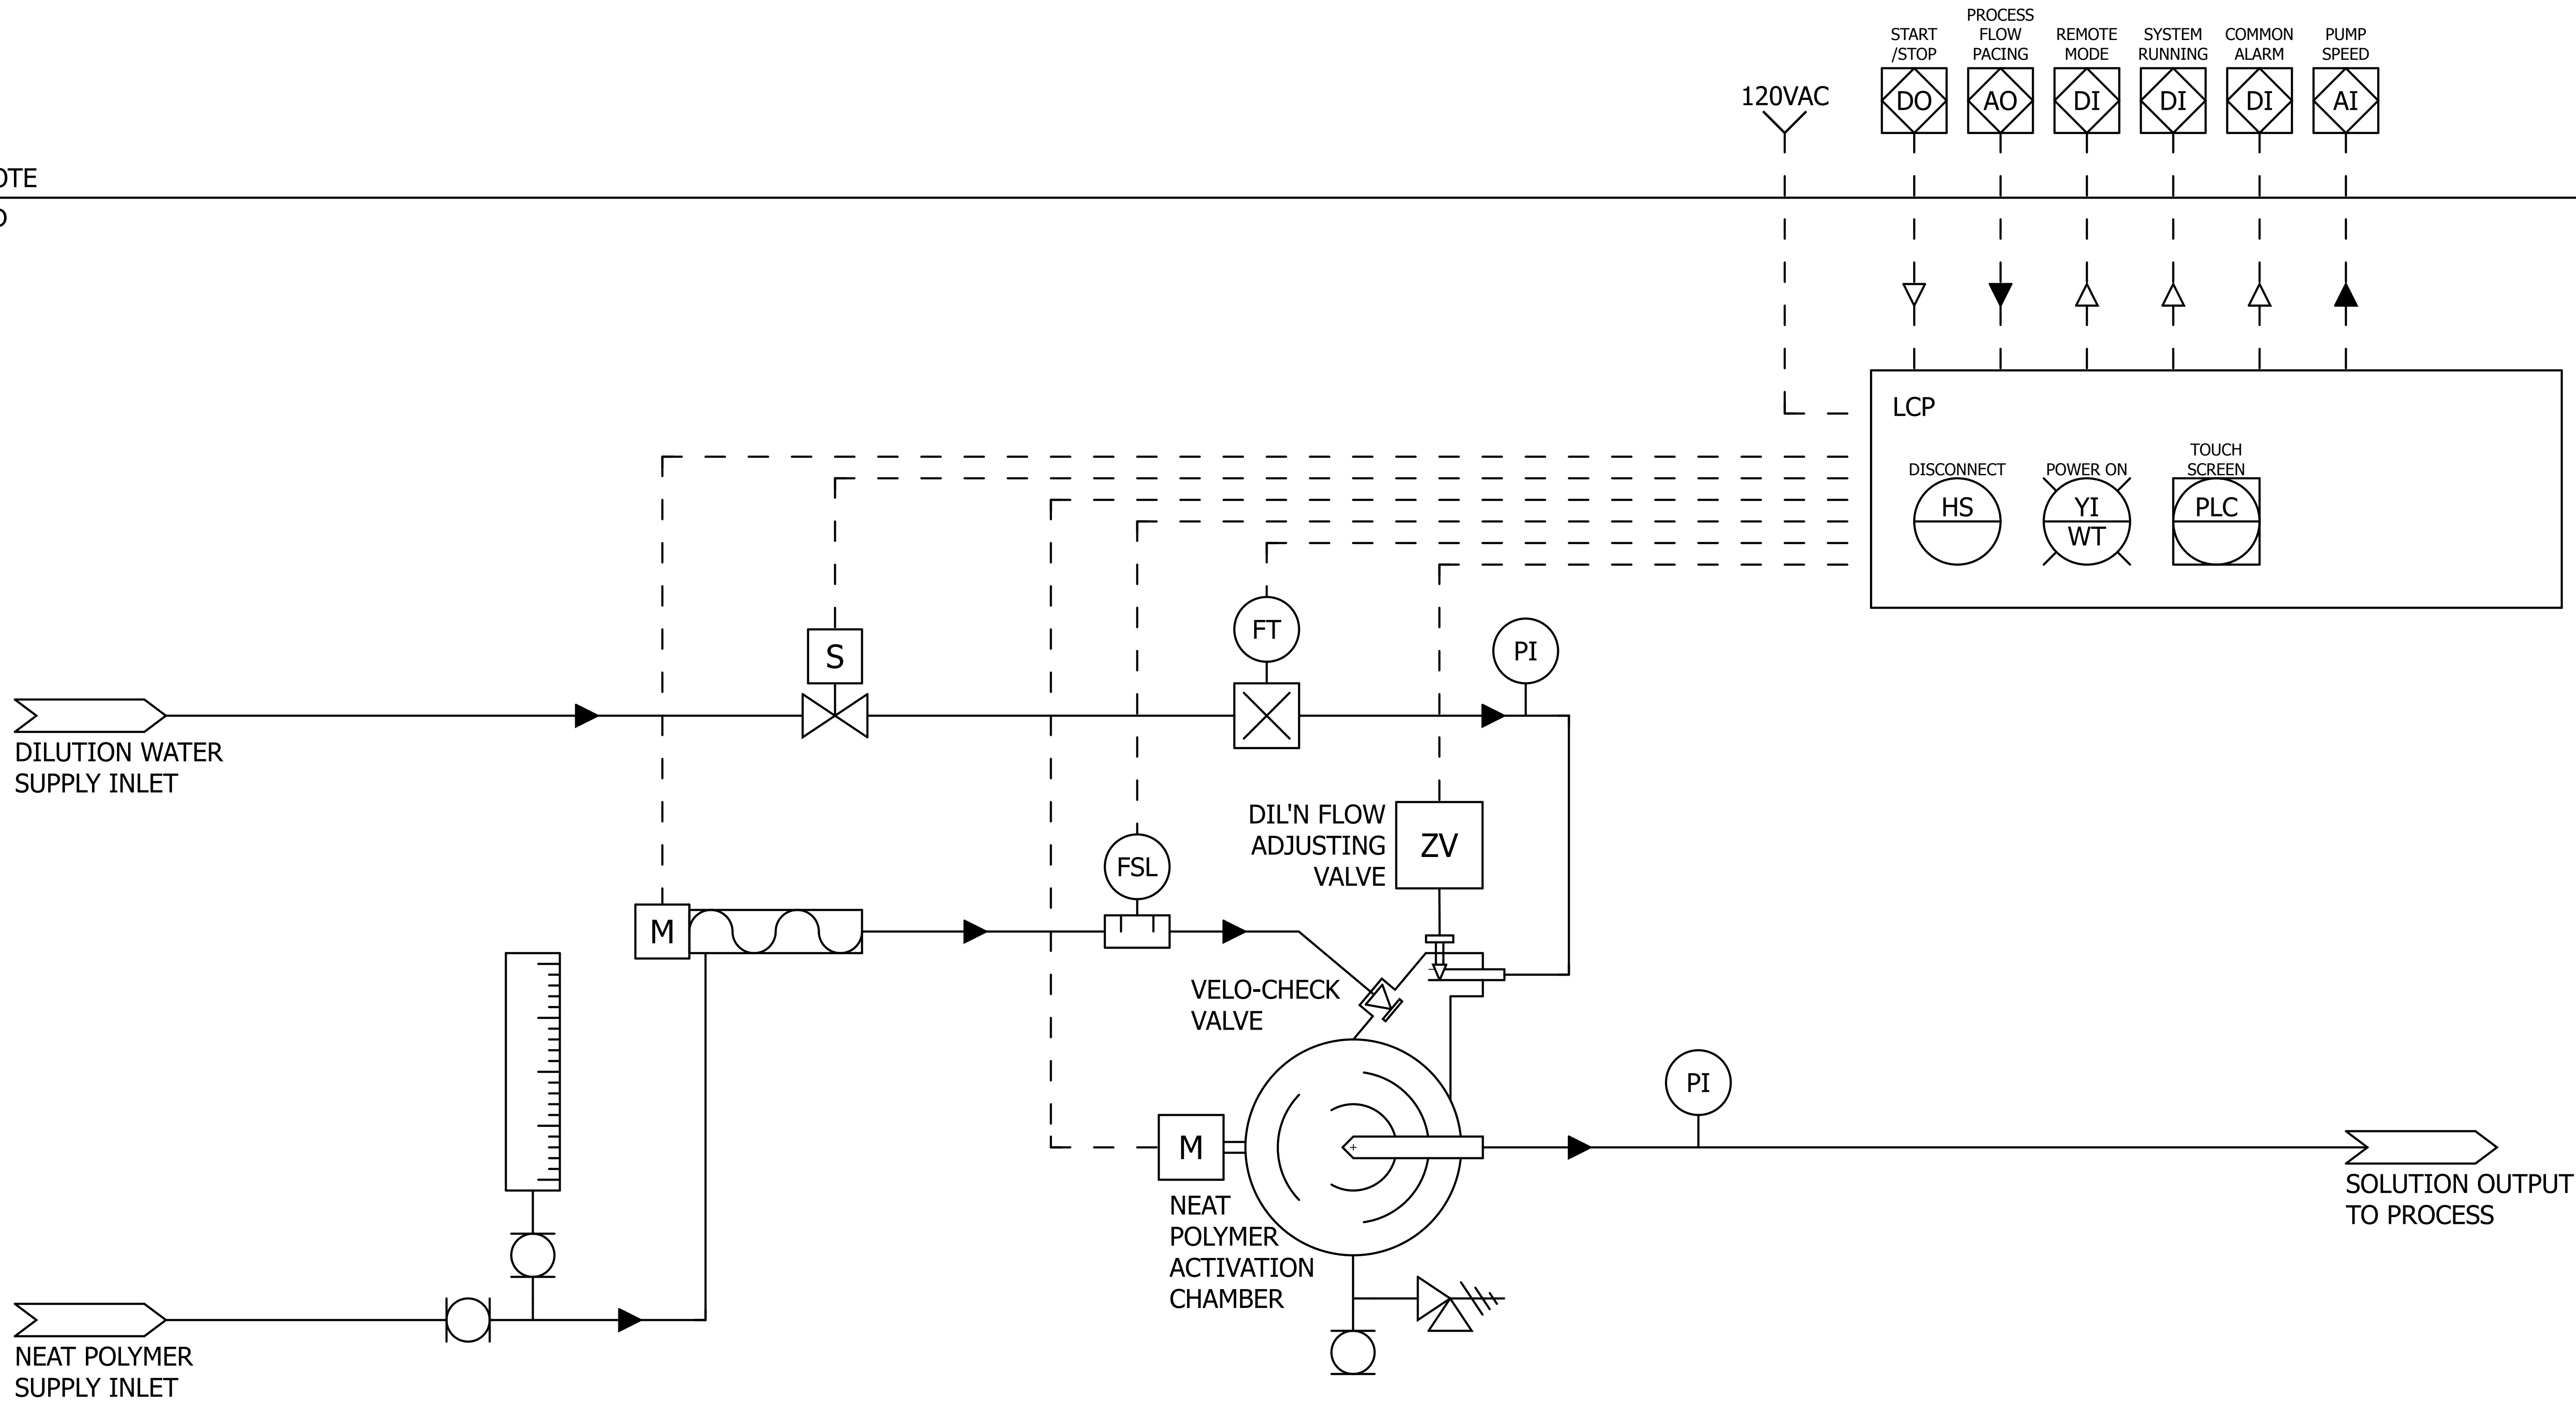 PROCESS
START FLOW REMOTE SYSTEM COMMON PUMP
/STOP PACING MODE RUNNING ALARM SPEED
120VAC DO AO DI DI DI AI
LCP
TOUCH
DISCONNECT POWER ON SCREEN
HS YI PLC
WT
FT
S PI
DILUTION WATER
SUPPLY INLET
DIL'N FLOW
ADJUSTING
VALVE
ZV
FSL
M
VELO-CHECK
VALVE
PI
M
NEAT
POLYMER
ACTIVATION
CHAMBER
SOLUTION OUTPUT
TO PROCESS
NEAT POLYMER
SUPPLY INLET